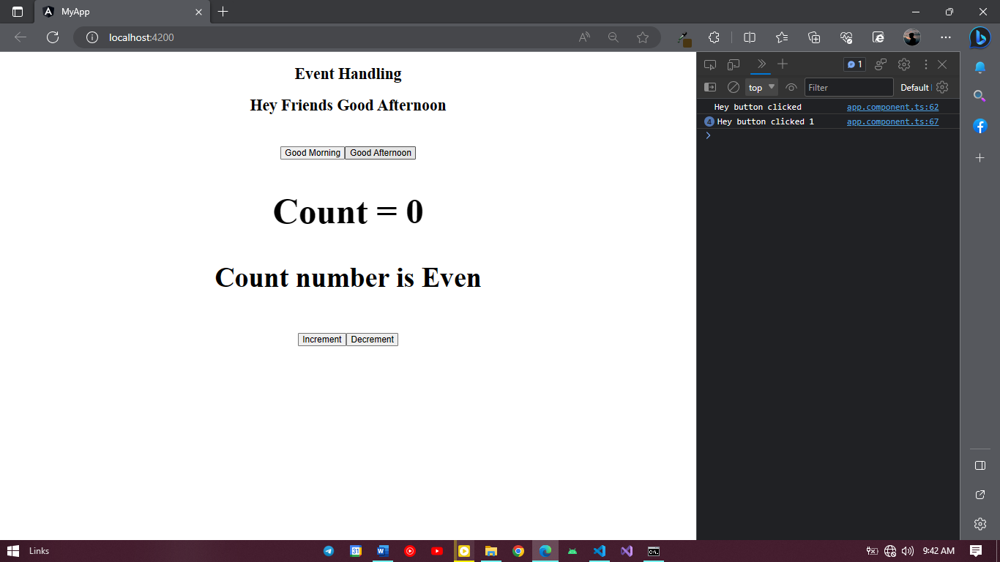 MyApp
localhost:4200
1
top
Filter
Default
Hey button clicked app.component.ts:62
4 Hey button clicked 1 app.component.ts:67
Event Handling
Hey Friends Good Afternoon
Good Morning Good Afternoon
Count = 0
Count number is Even
Increment Decrement
Links
31
9:42 AM